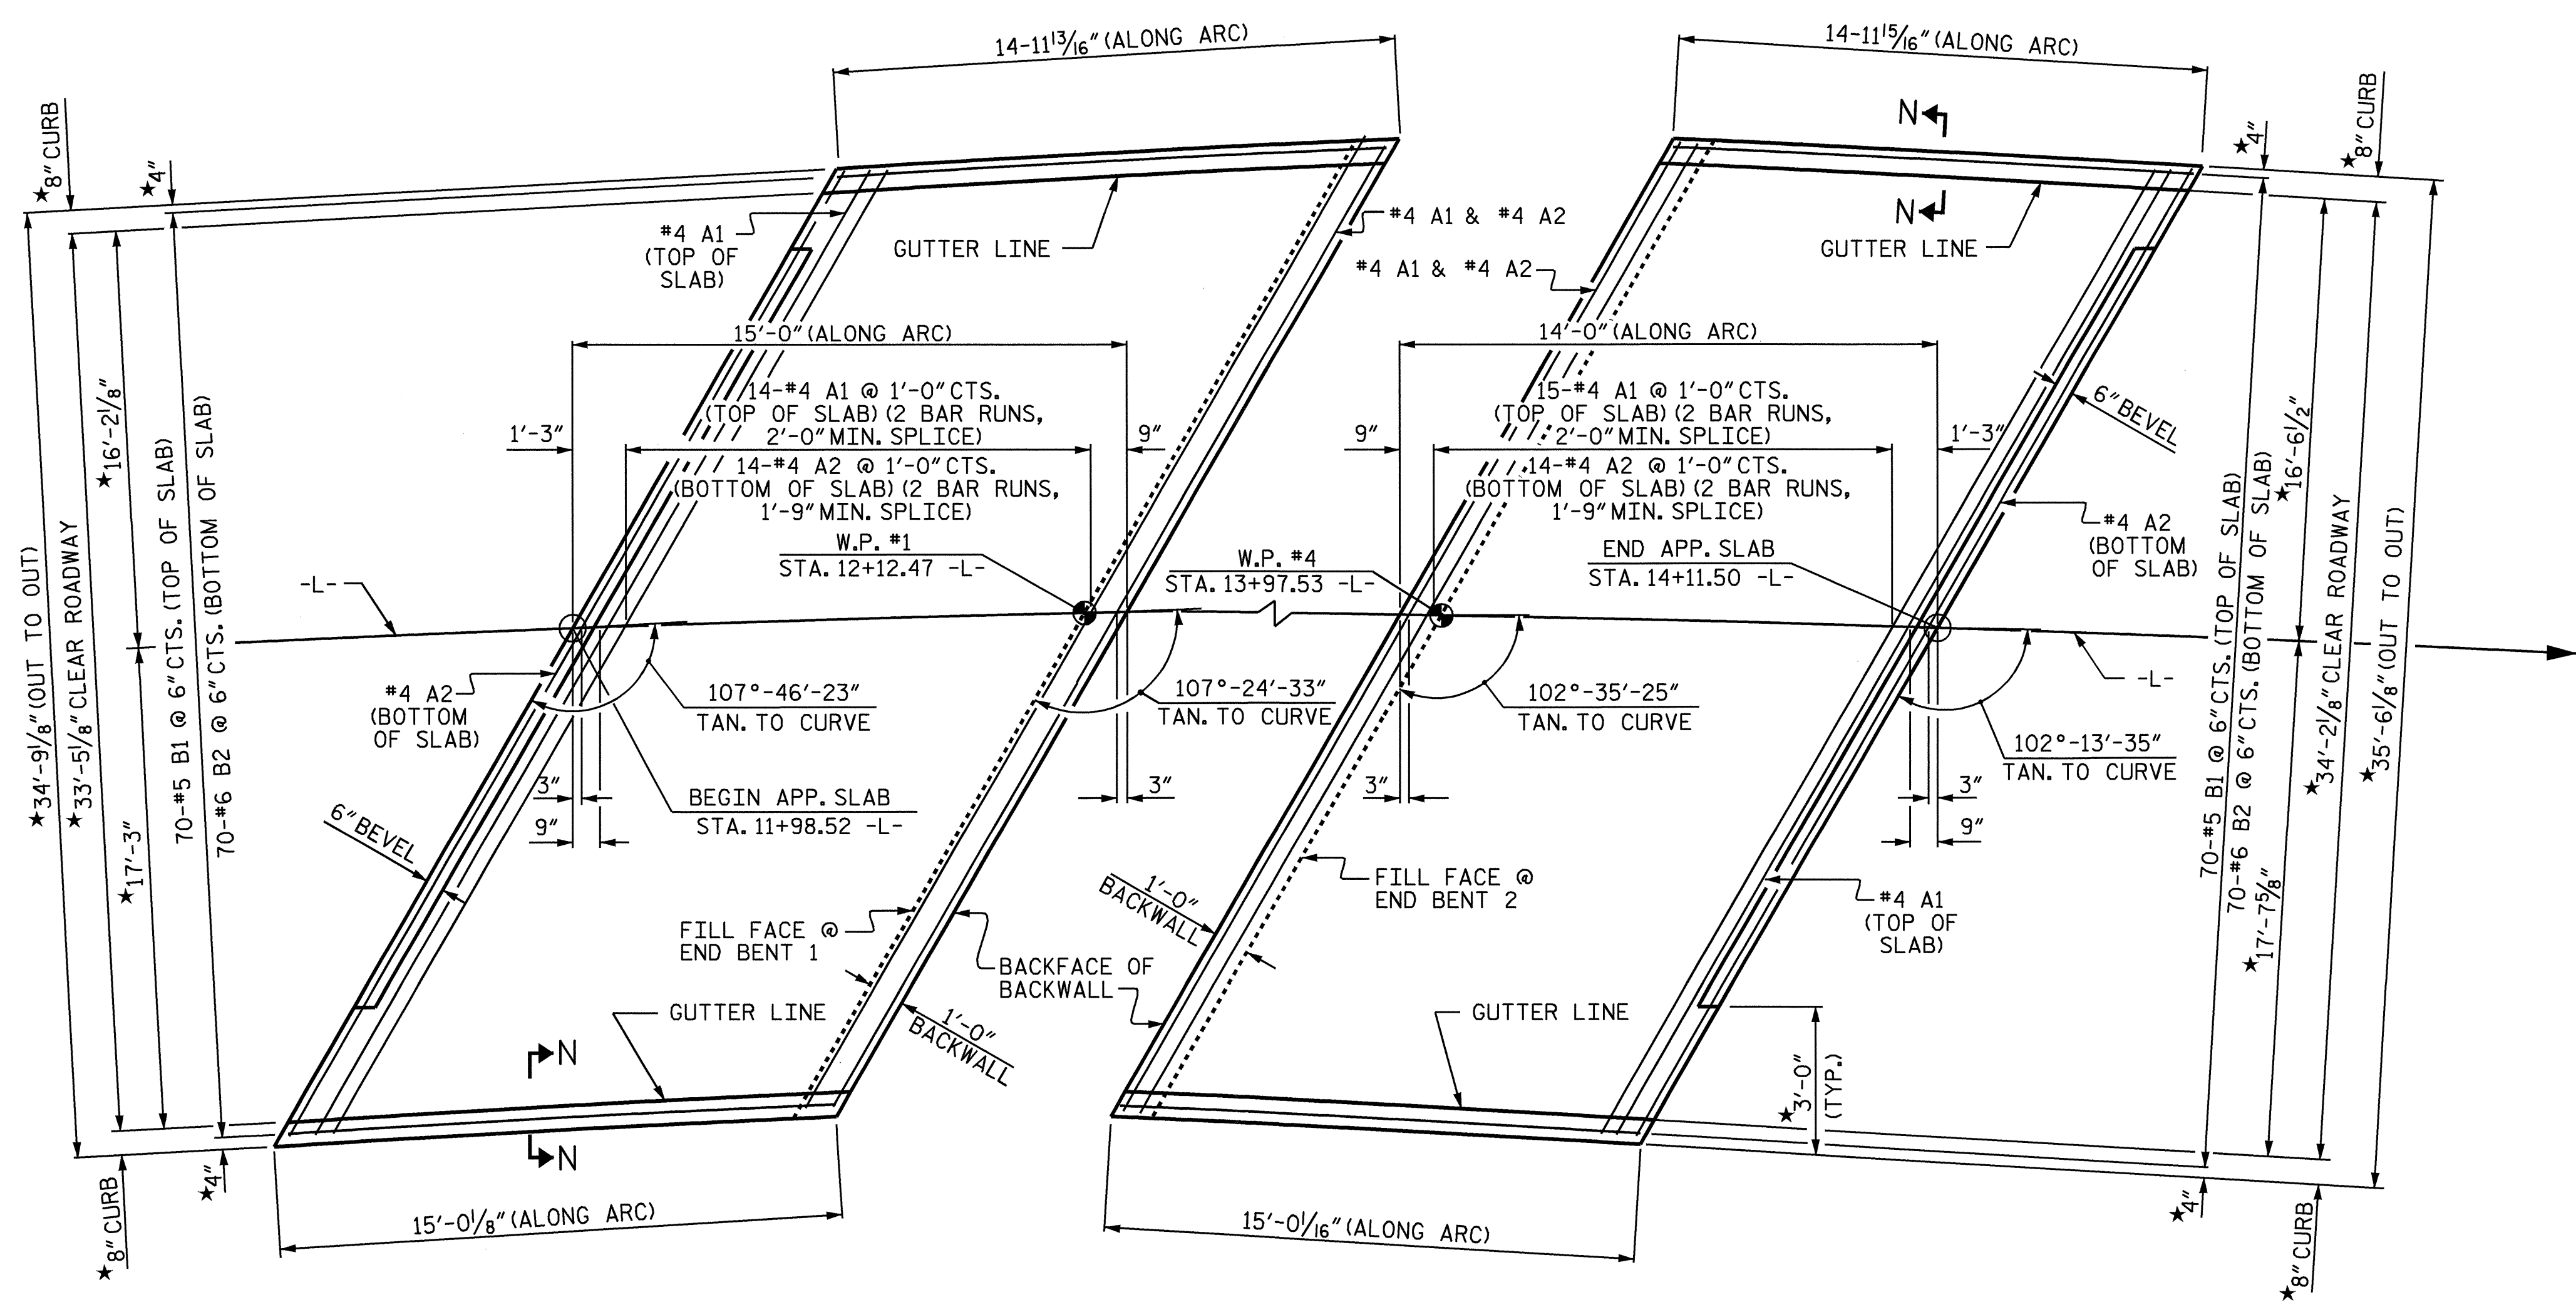 14-11 13/16" (ALONG ARC)
14-11 15/16" (ALONG ARC)
★8" CURB
★4"
★4"
★8" CURB
N
N
#4 A1
(TOP OF
SLAB)
GUTTER LINE
#4 A1 & #4 A2
#4 A1 & #4 A2
GUTTER LINE
15'-0" (ALONG ARC)
14'-0" (ALONG ARC)
14-#4 A1 @ 1'-0" CTS.
(TOP OF SLAB) (2 BAR RUNS,
2'-0" MIN. SPLICE)
14-#4 A2 @ 1'-0" CTS.
(BOTTOM OF SLAB) (2 BAR RUNS,
1'-9" MIN. SPLICE)
1'-3"
9"
15-#4 A1 @ 1'-0" CTS.
(TOP OF SLAB) (2 BAR RUNS,
2'-0" MIN. SPLICE)
14-#4 A2 @ 1'-0" CTS.
(BOTTOM OF SLAB) (2 BAR RUNS,
1'-9" MIN. SPLICE)
9"
1'-3"
6" BEVEL
★34'-9 1/8" (OUT TO OUT)
★33'-5 1/8" CLEAR ROADWAY
★16'-2 1/8"
★17'-3"
70-#5 B1 @ 6" CTS. (TOP OF SLAB)
70-#6 B2 @ 6" CTS. (BOTTOM OF SLAB)
W.P. #1
STA. 12+12.47 -L-
W.P. #4
STA. 13+97.53 -L-
END APP. SLAB
STA. 14+11.50 -L-
#4 A2
(BOTTOM
OF SLAB)
-L-
-L-
#4 A2
(BOTTOM
OF SLAB)
107°-46'-23"
TAN. TO CURVE
107°-24'-33"
TAN. TO CURVE
102°-35'-25"
TAN. TO CURVE
102°-13'-35"
TAN. TO CURVE
3"
9"
3"
3"
3"
9"
BEGIN APP. SLAB
STA. 11+98.52 -L-
6" BEVEL
70-#5 B1 @ 6" CTS. (TOP OF SLAB)
70-#6 B2 @ 6" CTS. (BOTTOM OF SLAB)
★16'-6 1/2"
★17'-7 5/8"
★34'-2 1/8" CLEAR ROADWAY
★35'-6 1/8" (OUT TO OUT)
FILL FACE @
END BENT 1
1'-0"
BACKWALL
FILL FACE @
END BENT 2
#4 A1
(TOP OF
SLAB)
BACKFACE OF
BACKWALL
GUTTER LINE
1'-0"
BACKWALL
GUTTER LINE
N
N
★3'-0"
(TYP.)
★4"
★8" CURB
15'-0 1/8" (ALONG ARC)
15'-0 1/16" (ALONG ARC)
★4"
★8" CURB